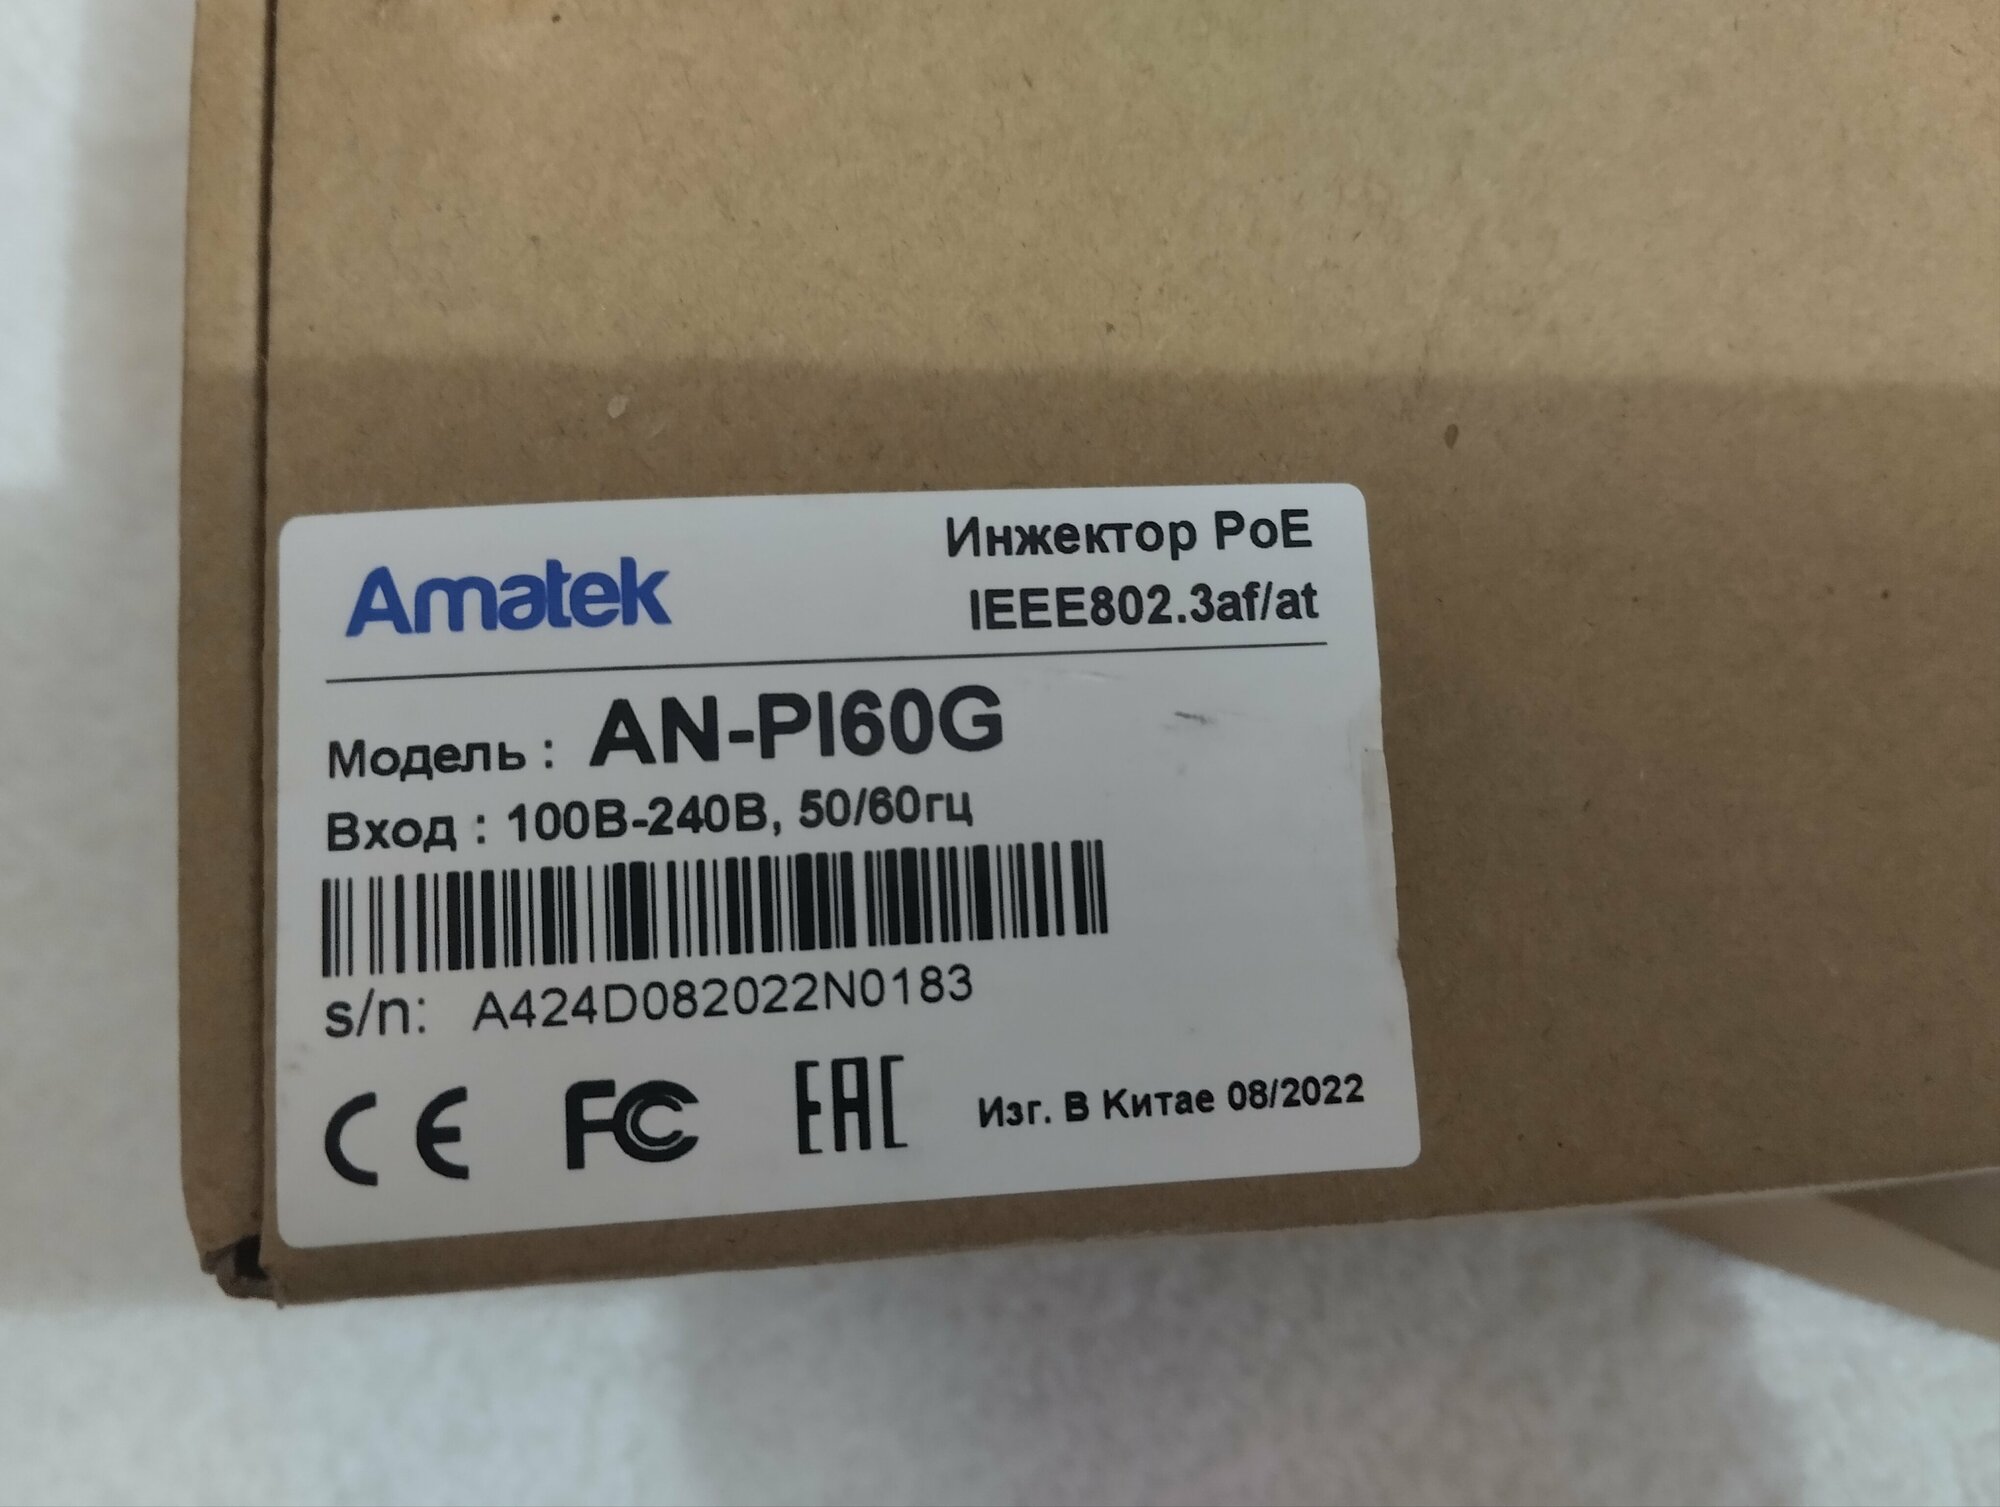 Amatek
Инжектор PoE
IEEE802.3af/at
Модель : AN-PI60G
Вход : 100В-240В, 50/60гц
s/n: A424D082022N0183
CE FC EAC Изг. В Китае 08/2022